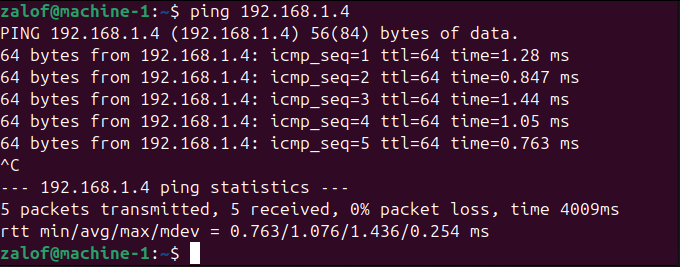 zalof@machine-1:~$ ping 192.168.1.4
PING 192.168.1.4 (192.168.1.4) 56(84) bytes of data.
64 bytes from 192.168.1.4: icmp_seq=1 ttl=64 time=1.28 ms
64 bytes from 192.168.1.4: icmp_seq=2 ttl=64 time=0.847 ms
64 bytes from 192.168.1.4: icmp_seq=3 ttl=64 time=1.44 ms
64 bytes from 192.168.1.4: icmp_seq=4 ttl=64 time=1.05 ms
64 bytes from 192.168.1.4: icmp_seq=5 ttl=64 time=0.763 ms
^C
--- 192.168.1.4 ping statistics ---
5 packets transmitted, 5 received, 0% packet loss, time 4009ms
rtt min/avg/max/mdev = 0.763/1.076/1.436/0.254 ms
zalof@machine-1:~$